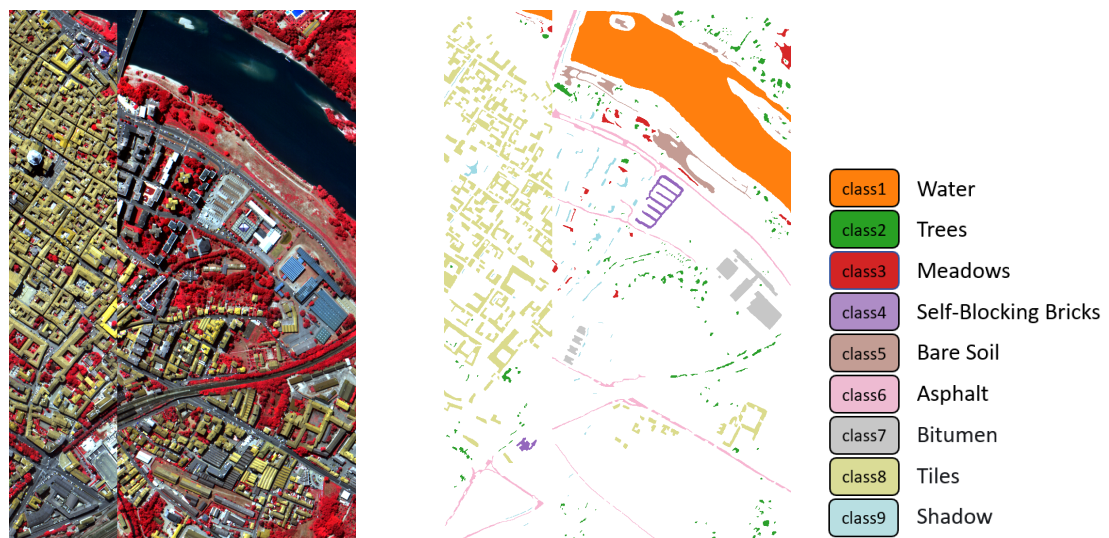 class1 Water
class2 Trees
class3 Meadows
class4 Self-Blocking Bricks
class5 Bare Soil
class6 Asphalt
class7 Bitumen
class8 Tiles
class9 Shadow